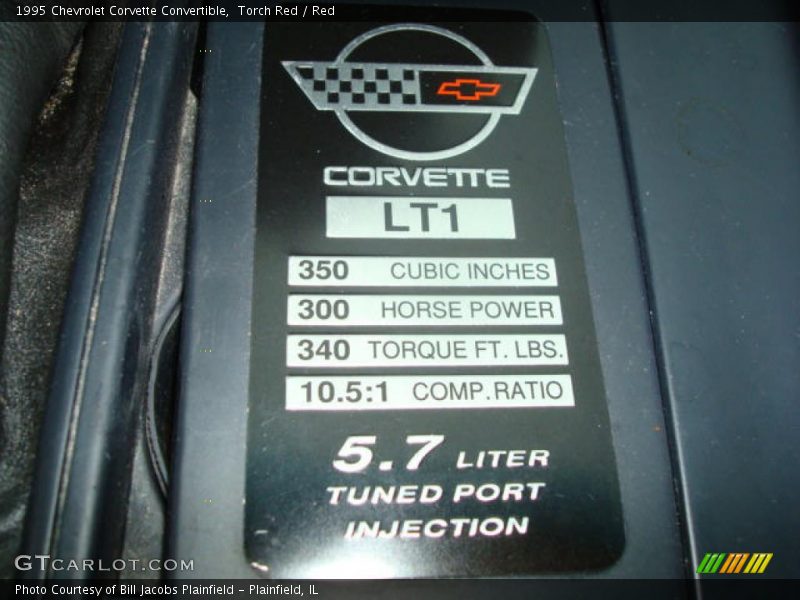 1995 Chevrolet Corvette Convertible,  Torch Red / Red
CORVETTE
LT1
350 CUBIC INCHES
300 HORSE POWER
340 TORQUE FT. LBS.
10.5:1 COMP. RATIO
5.7 LITER
TUNED PORT
INJECTION
GTCARLOT.COM
Photo Courtesy of Bill Jacobs Plainfield - Plainfield, IL